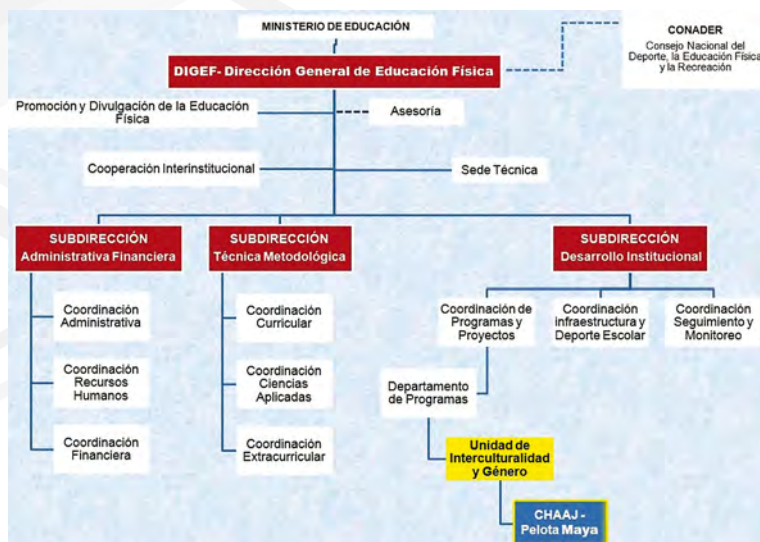 MINISTERIO DE EDUCACIÓN
DIGEF- Dirección General de Educación Física
CONADER
Consejo Nacional del
Deporte, la Educación Física
y la Recreación
Promoción y Divulgación de la Educación
Física
Asesoría
Cooperación Interinstitucional
Sede Técnica
SUBDIRECCIÓN
Administrativa Financiera
SUBDIRECCIÓN
Técnica Metodológica
SUBDIRECCIÓN
Desarrollo Institucional
Coordinación
Administrativa
Coordinación
Recursos
Humanos
Coordinación
Financiera
Coordinación
Curricular
Coordinación
Ciencias
Aplicadas
Coordinación
Extracurricular
Coordinación de
Programas y
Proyectos
Coordinación
infraestructura y
Deporte Escolar
Coordinación
Seguimiento y
Monitoreo
Departamento
de Programas
Unidad de
Interculturalidad
y Género
CHAAJ -
Pelota Maya